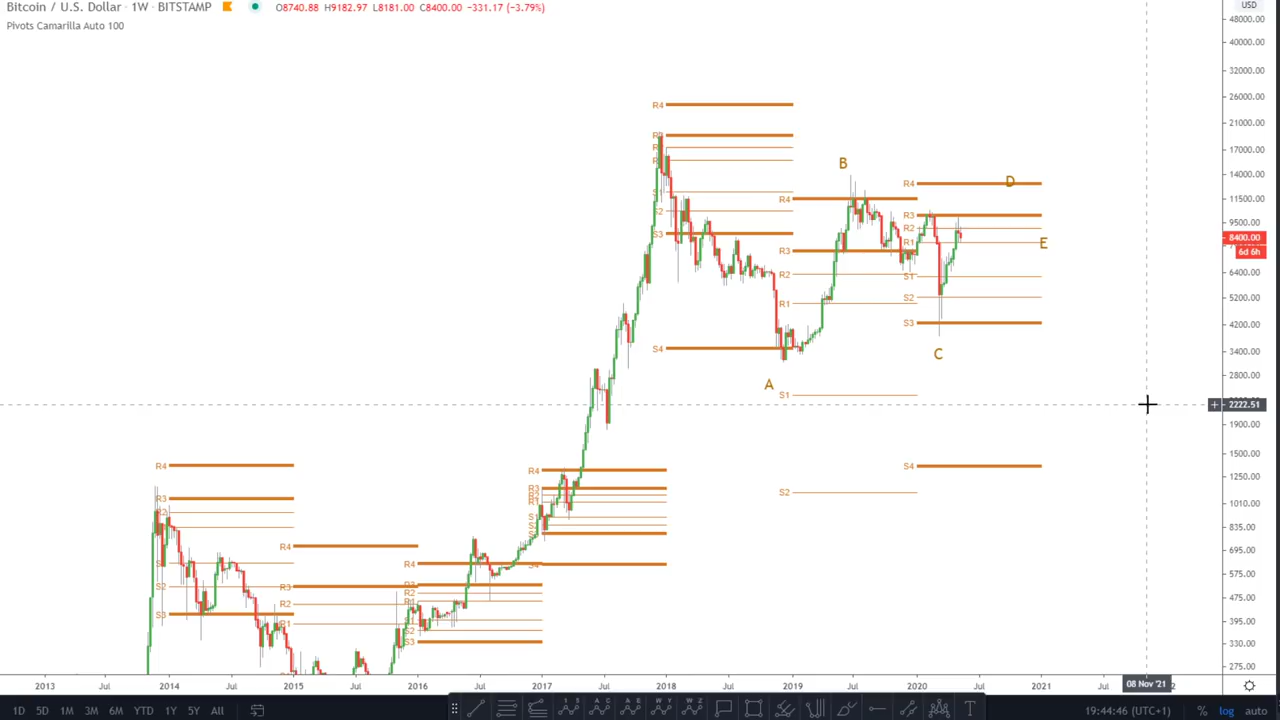 Bitcoin / U.S. Dollar · 1W · BITSTAMP O8740.88 H9182.97 L8181.00 C8400.00 −331.17 (−3.79%) USD
Pivots Camarilla Auto 100
48000.00
40000.00
32000.00
26000.00
R4
21000.00
17000.00
B
14000.00
R4 D
R4 11500.00
R3 9500.00
R2
8400.00
6d 6h
R1 E
S3
R3
R2 S1 6400.00
S2 5200.00
R1
S3 4200.00
S4 C 3400.00
2800.00
A
S1
2222.51
1900.00
1500.00
R4 S4
R4 1250.00
R3 R3
S2
1010.00
835.00
R4 695.00
R4 S4 575.00
S2 R3
R2 475.00
S3 R1 395.00
S2
S3 330.00
275.00
2013 Jul 2014 Jul 2015 Jul 2016 Jul 2017 Jul 2018 Jul 2019 Jul 2020 Jul 2021 Jul 08 Nov '21
1D 5D 1M 3M 6M YTD 1Y 5Y All 19:44:46 (UTC+1) % log auto